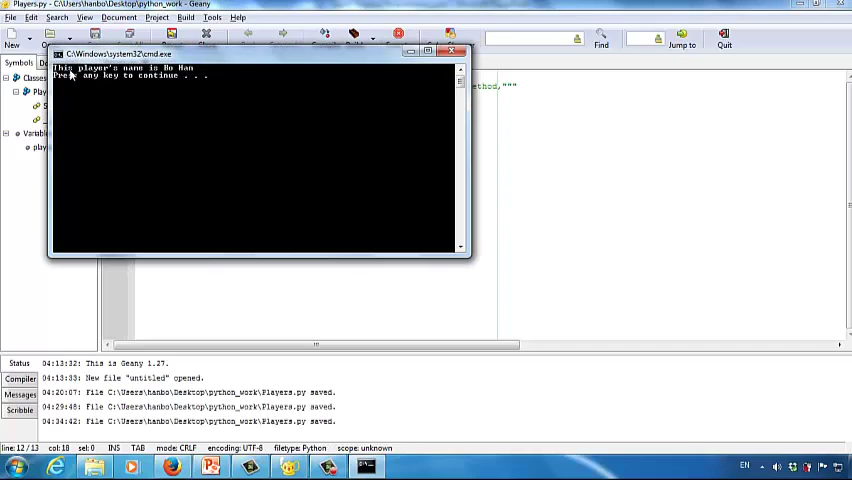 Players.py - C:\Users\hanbo\Desktop\python_work - Geany
File Edit Search View Document Project Build Tools Help
New Find Jump to Quit
C:\Windows\system32\cmd.exe
This player's name is Bo Han
Press any key to continue . . .
Symbols
Classes
ethod,"""
Status
04:13:32: This is Geany 1.27.
Compiler
04:13:33: New file "untitled" opened.
Messages
04:20:07: File C:\Users\hanbo\Desktop\python_work\Players.py saved.
Scribble
04:29:48: File C:\Users\hanbo\Desktop\python_work\Players.py saved.
04:34:42: File C:\Users\hanbo\Desktop\python_work\Players.py saved.
line: 12 / 13 col: 18 sel: 0 INS TAB mode: CRLF encoding: UTF-8 filetype: Python scope: unknown
EN